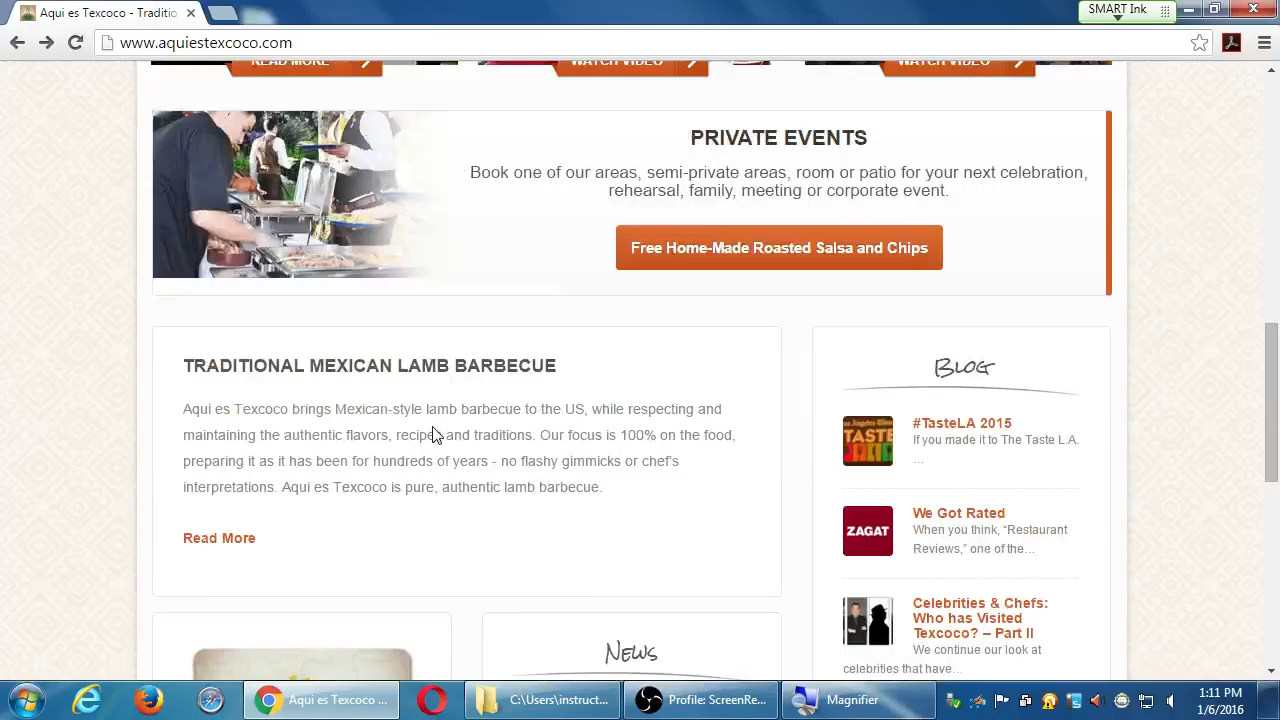 Aqui es Texcoco - Traditio
SMART Ink
www.aquiestexcoco.com
READ MORE
WATCH VIDEO
WATCH VIDEO
PRIVATE EVENTS
Book one of our areas, semi-private areas, room or patio for your next celebration,
rehearsal, family, meeting or corporate event.
Free Home-Made Roasted Salsa and Chips
TRADITIONAL MEXICAN LAMB BARBECUE
Aqui es Texcoco brings Mexican-style lamb barbecue to the US, while respecting and
maintaining the authentic flavors, recipes and traditions. Our focus is 100% on the food,
preparing it as it has been for hundreds of years - no flashy gimmicks or chef's
interpretations. Aqui es Texcoco is pure, authentic lamb barbecue.
Read More
BLOG
TASTE
#TasteLA 2015
If you made it to The Taste L.A.
...
ZAGAT
We Got Rated
When you think, “Restaurant
Reviews,” one of the...
Celebrities & Chefs:
Who has Visited
Texcoco? – Part II
We continue our look at
celebrities that have...
NEWS
Aqui es Texcoco ...
C:\Users\instruct...
Profile: ScreenRe...
Magnifier
1:11 PM
1/6/2016